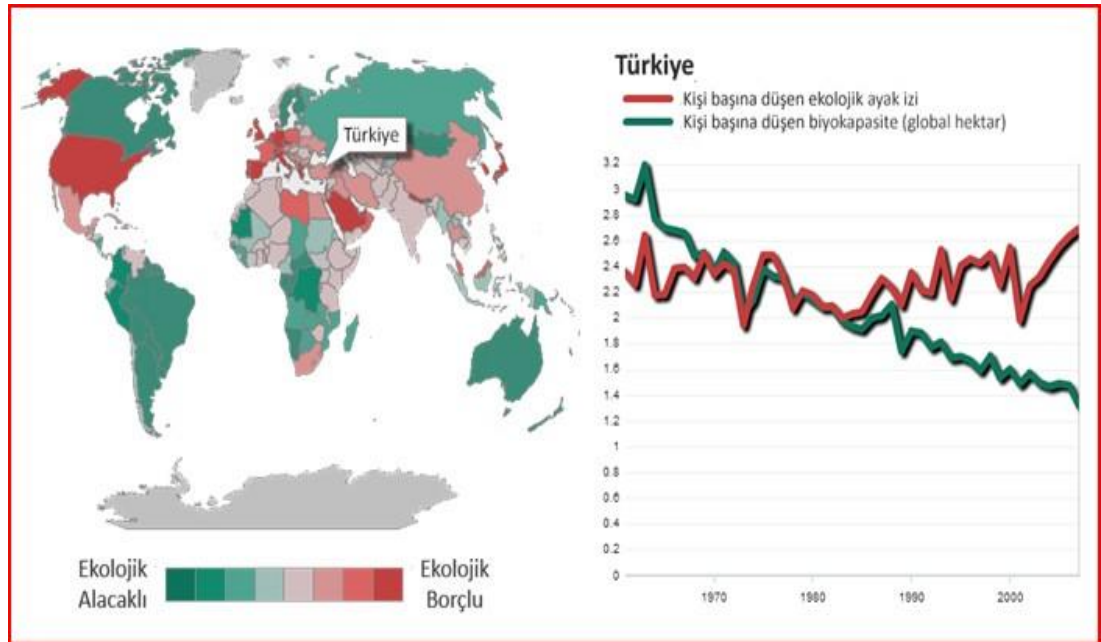 Türkiye
Ekolojik
Alacaklı
Ekolojik
Borçlu
Türkiye
Kişi başına düşen ekolojik ayak izi
Kişi başına düşen biyokapasite (global hektar)
3.2
3
2.8
2.6
2.4
2.2
2
1.8
1.6
1.4
1.2
1
0.8
0.6
0.4
0.2
0
1970
1980
1990
2000